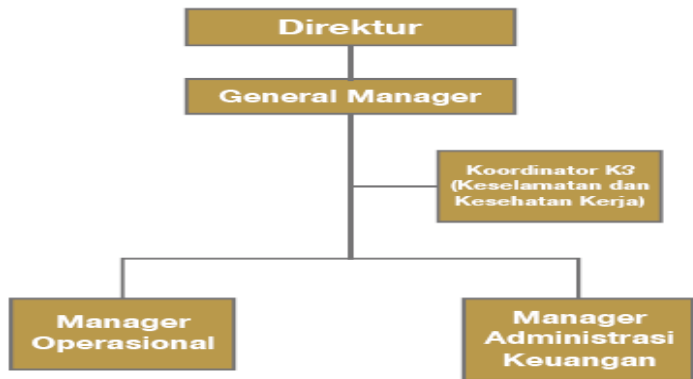 Direktur
General Manager
Koordinator K3
(Keselamatan dan
Kesehatan Kerja)
Manager
Operasional
Manager
Administrasi
Keuangan